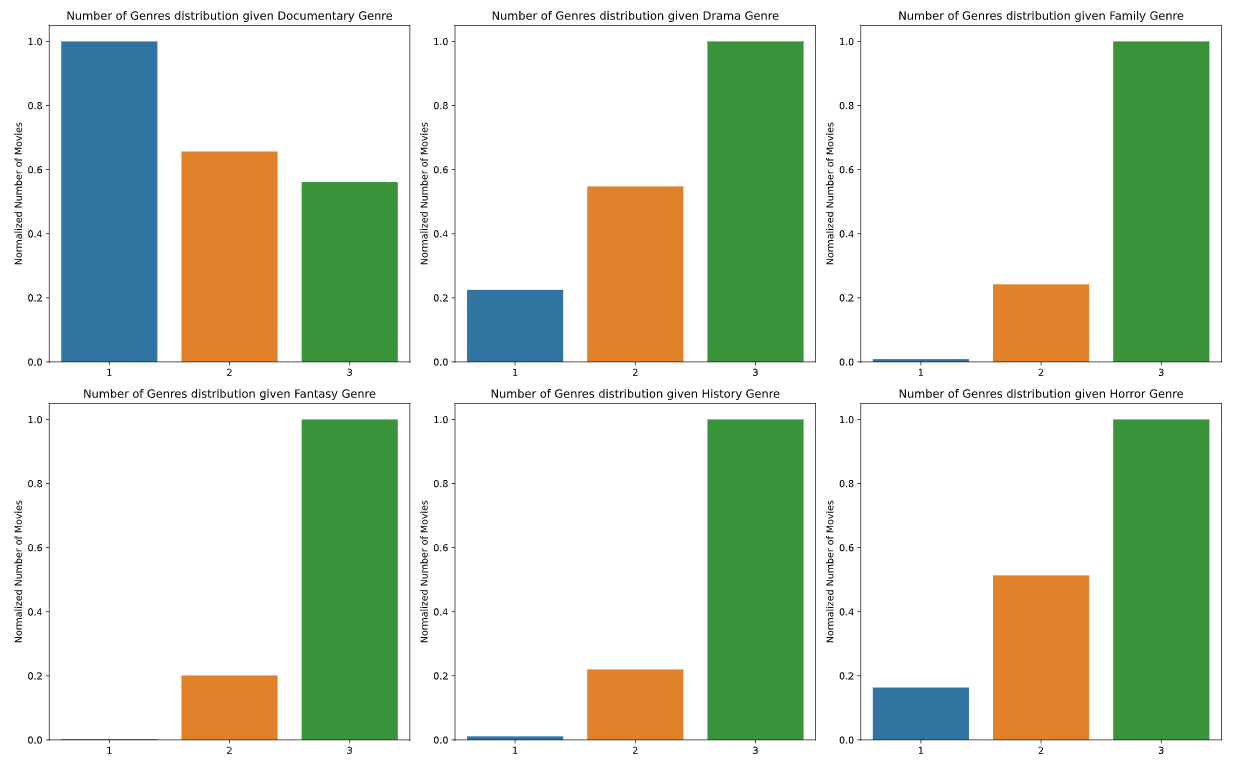 Number of Genres distribution given Documentary Genre
Normalized Number of Movies
1.0
0.8
0.6
0.4
0.2
0.0
1 2 3
Number of Genres distribution given Drama Genre
Normalized Number of Movies
1.0
0.8
0.6
0.4
0.2
0.0
1 2 3
Number of Genres distribution given Family Genre
Normalized Number of Movies
1.0
0.8
0.6
0.4
0.2
0.0
1 2 3
Number of Genres distribution given Fantasy Genre
Normalized Number of Movies
1.0
0.8
0.6
0.4
0.2
0.0
1 2 3
Number of Genres distribution given History Genre
Normalized Number of Movies
1.0
0.8
0.6
0.4
0.2
0.0
1 2 3
Number of Genres distribution given Horror Genre
Normalized Number of Movies
1.0
0.8
0.6
0.4
0.2
0.0
1 2 3